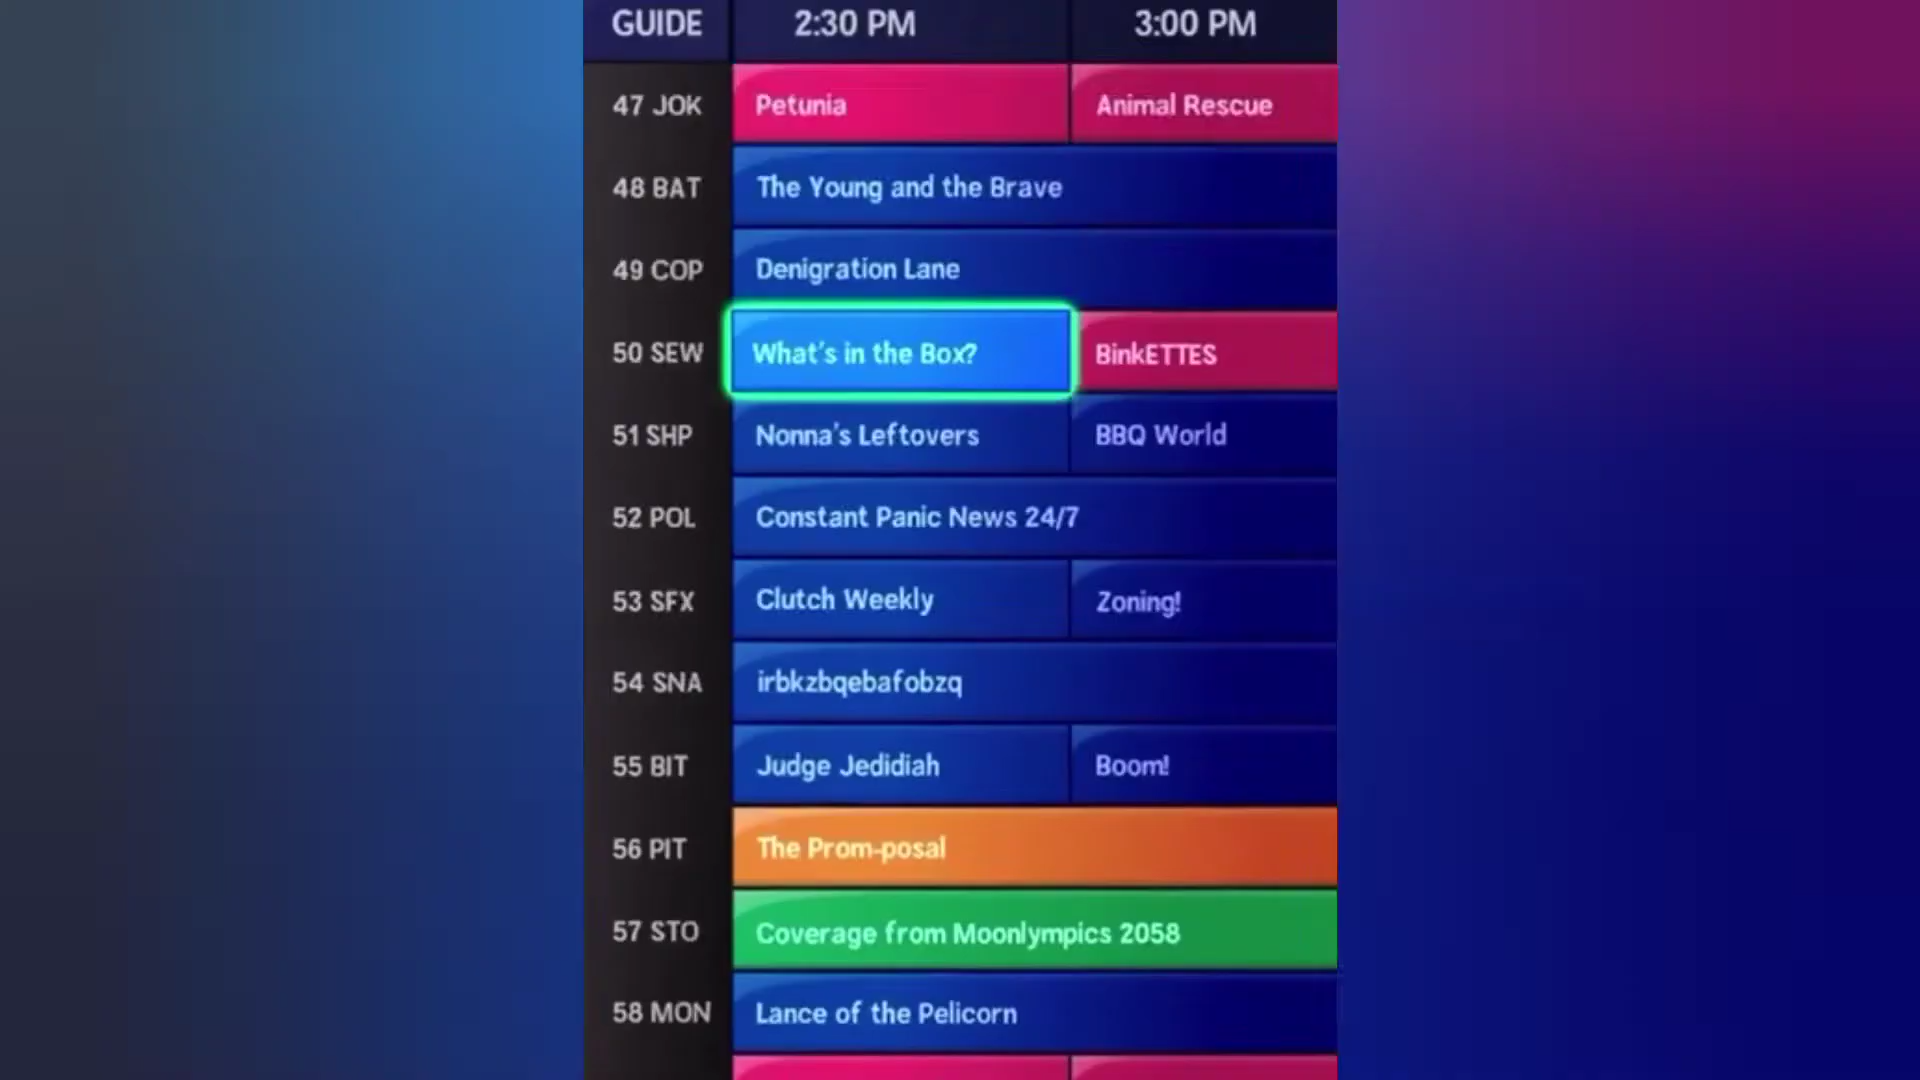 GUIDE 2:30 PM 3:00 PM
47 JOK Petunia Animal Rescue
48 BAT The Young and the Brave
49 COP Denigration Lane
50 SEW What's in the Box? BinkETTES
51 SHP Nonna's Leftovers BBQ World
52 POL Constant Panic News 24/7
53 SFX Clutch Weekly Zoning!
54 SNA irbkzbqebafobzq
55 BIT Judge Jedidiah Boom!
56 PIT The Prom-posal
57 STO Coverage from Moonlympics 2058
58 MON Lance of the Pelicorn